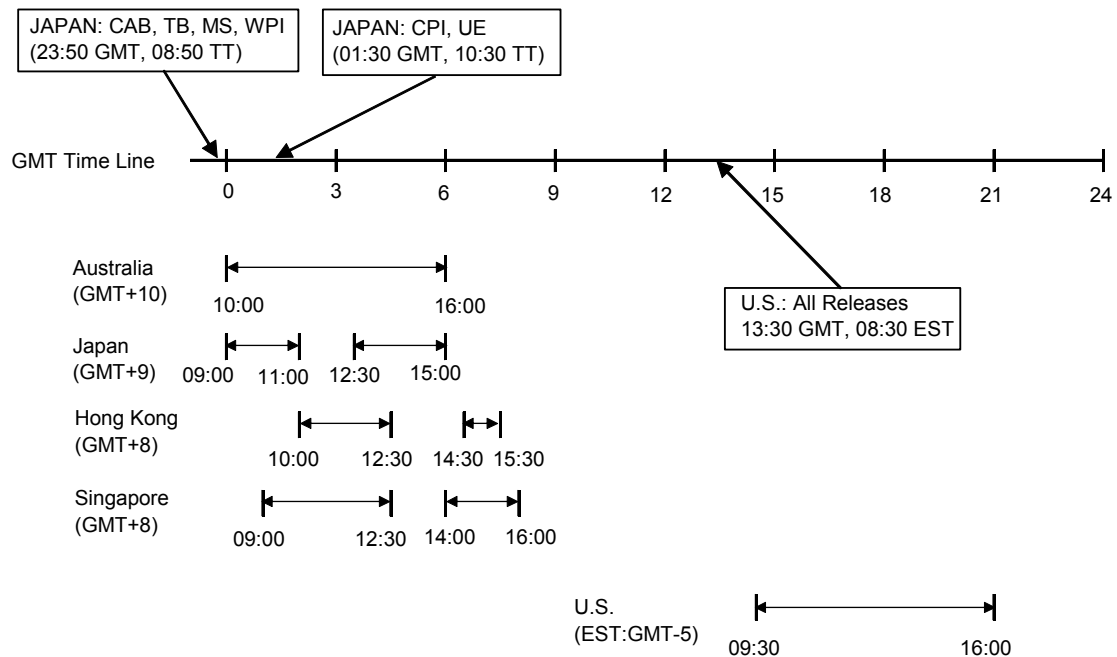 JAPAN: CAB, TB, MS, WPI
(23:50 GMT, 08:50 TT)
JAPAN: CPI, UE
(01:30 GMT, 10:30 TT)
GMT Time Line
0 3 6 9 12 15 18 21 24
U.S.: All Releases
13:30 GMT, 08:30 EST
Australia
(GMT+10)
10:00 16:00
Japan
(GMT+9)
09:00 11:00 12:30 15:00
Hong Kong
(GMT+8)
10:00 12:30 14:30 15:30
Singapore
(GMT+8)
09:00 12:30 14:00 16:00
U.S.
(EST:GMT-5)
09:30 16:00